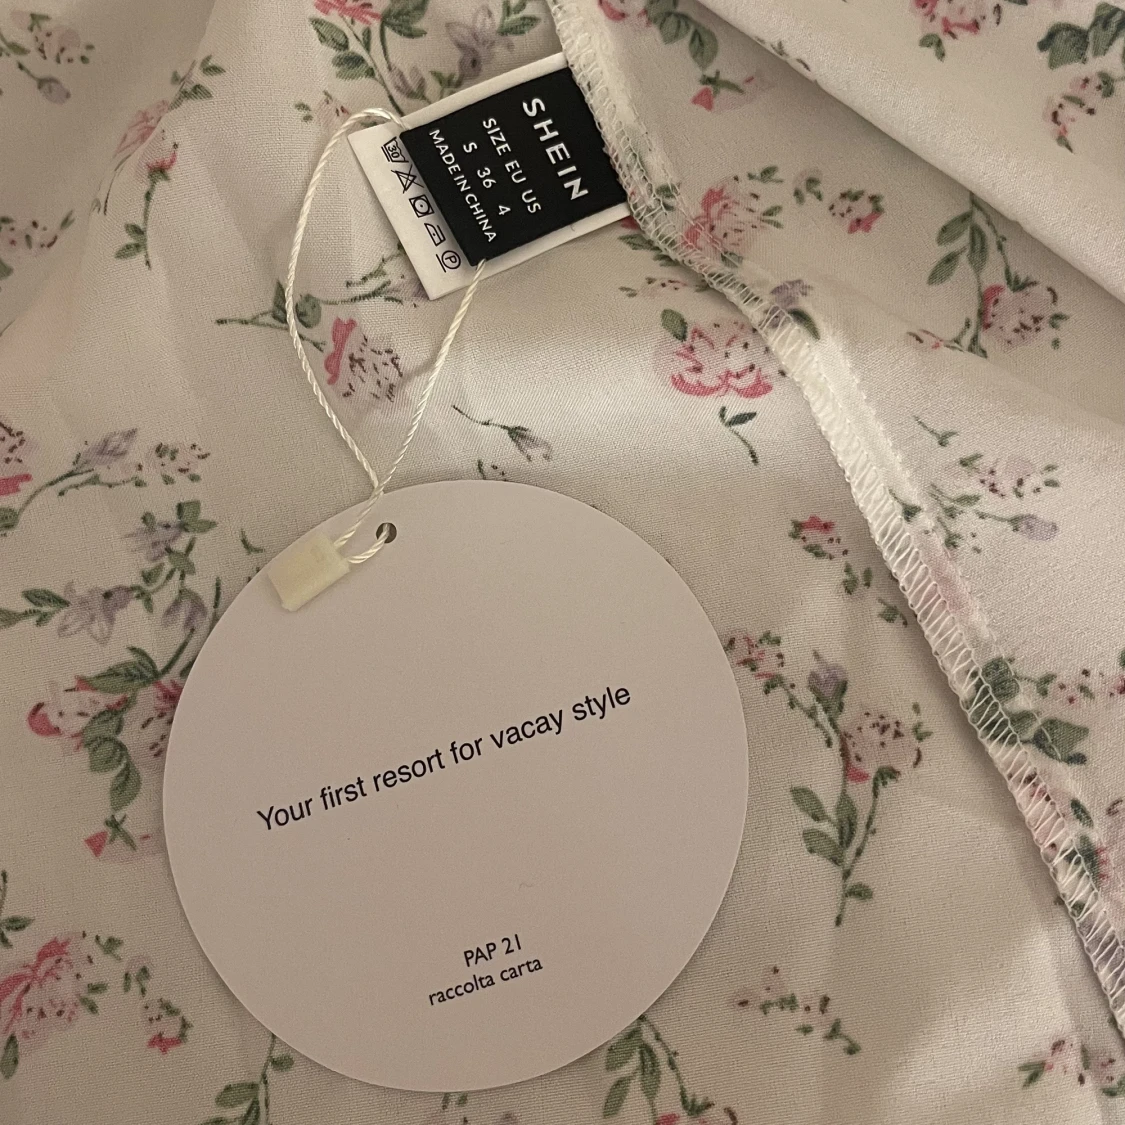 SHEIN
SIZE EU US
S 36 4
MADE IN CHINA
30
P
Your first resort for vacay style
PAP 21
raccolta carta